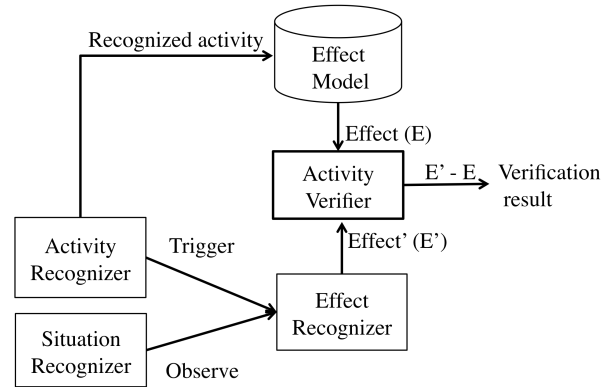 Recognized activity
Effect
Model
Effect (E)
Activity
Verifier
E’ - E
Verification
result
Effect’ (E’)
Activity
Recognizer
Trigger
Effect
Recognizer
Situation
Recognizer
Observe